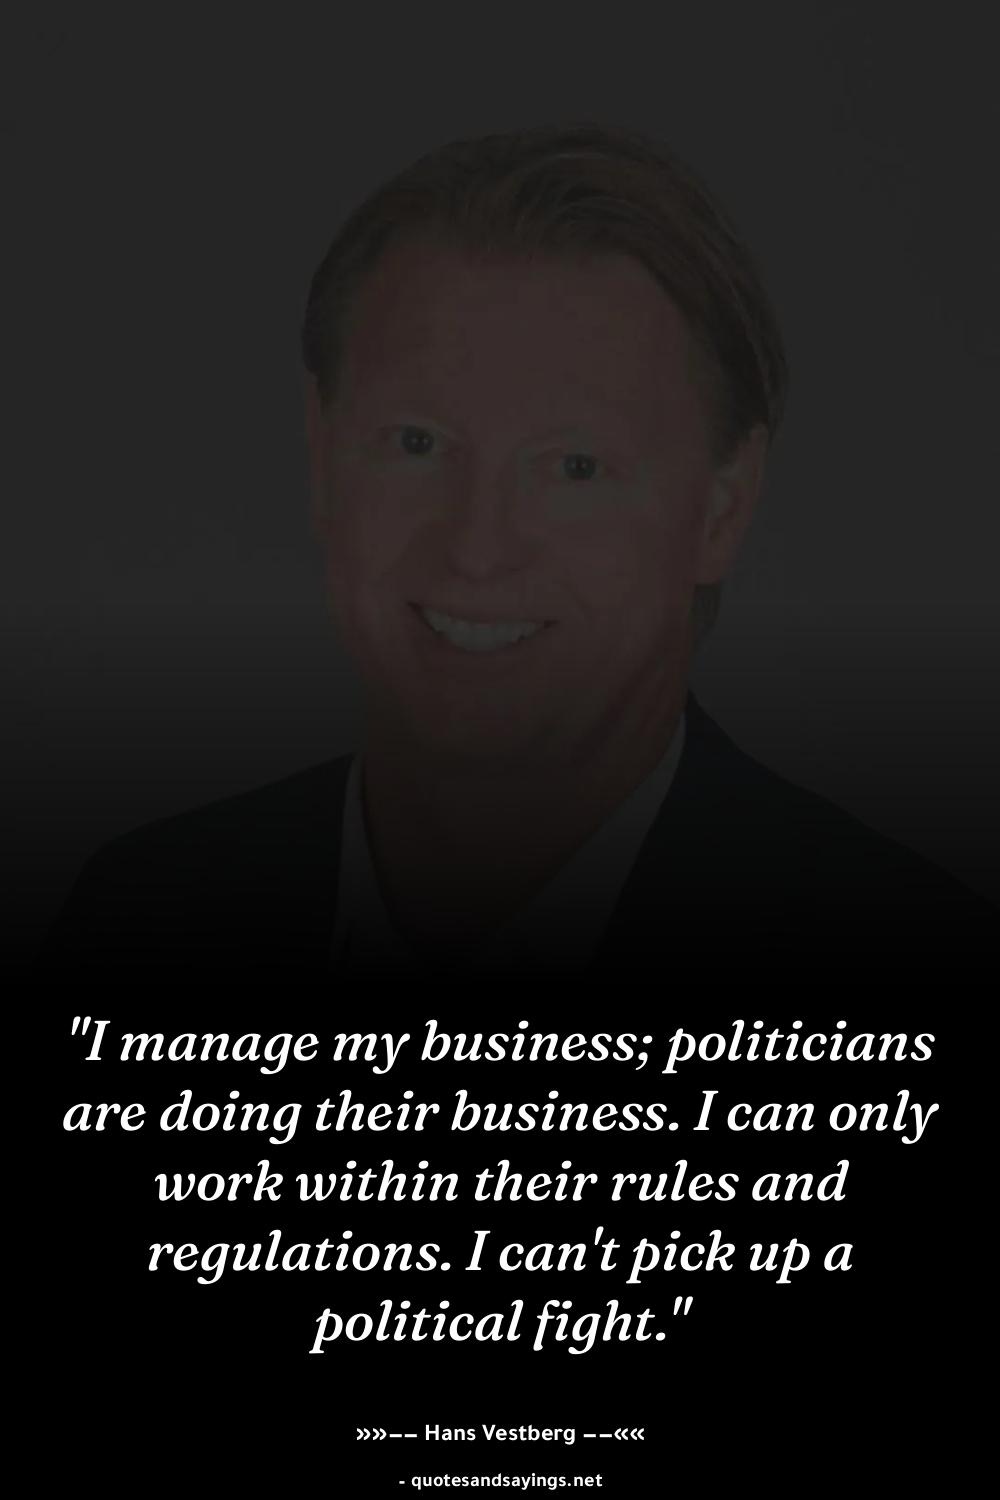 "I manage my business; politicians
are doing their business. I can only
work within their rules and
regulations. I can't pick up a
political fight."
»»–– Hans Vestberg ––««
- quotesandsayings.net